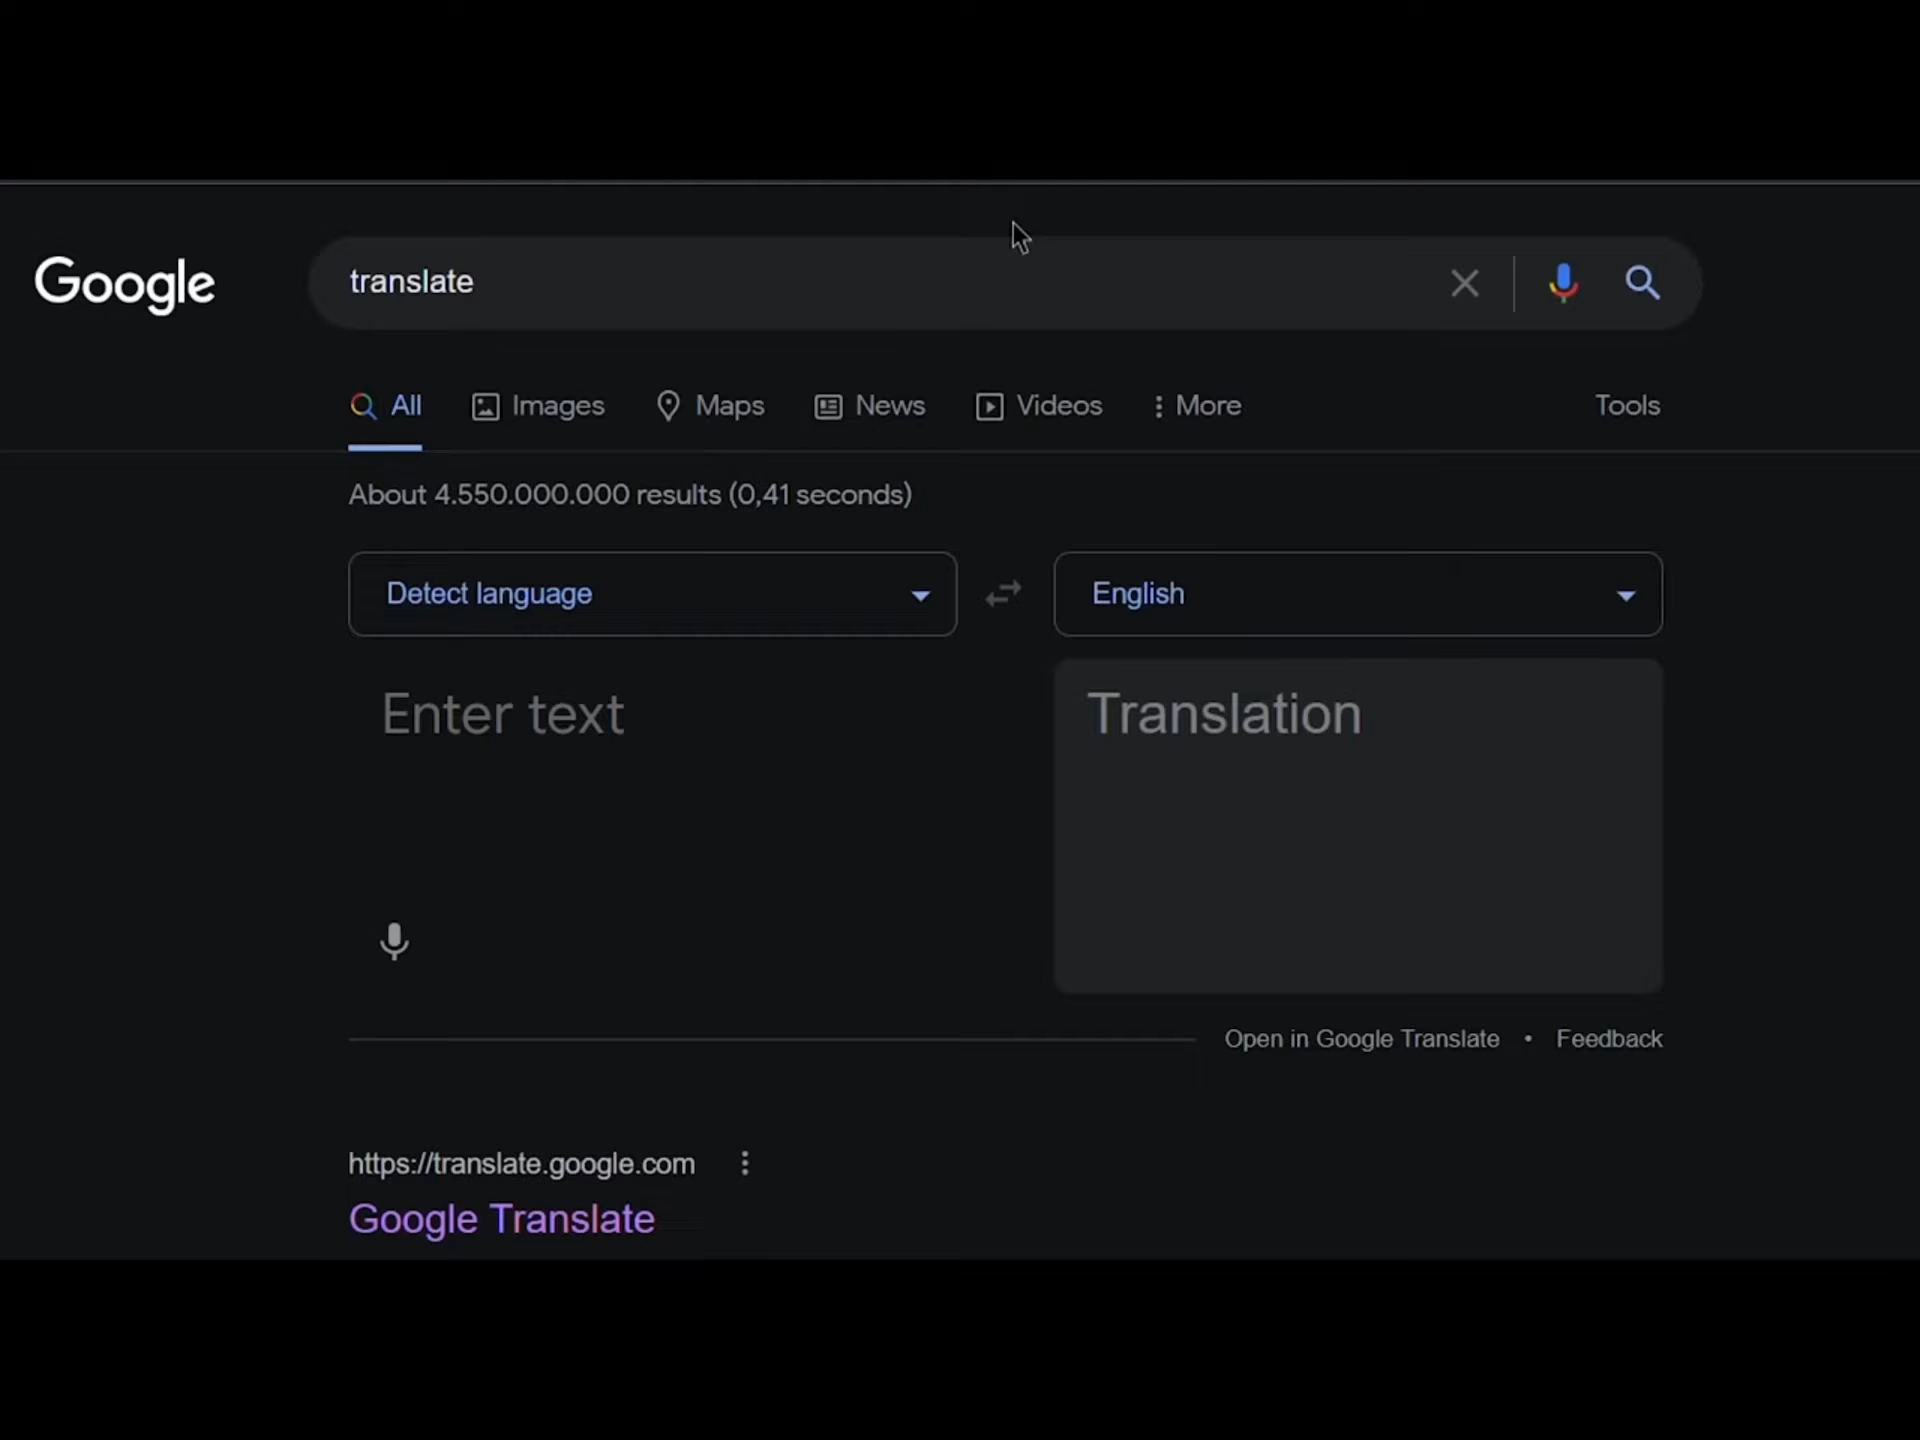 Google
translate
All Images Maps News Videos More Tools
About 4.550.000.000 results (0,41 seconds)
Detect language English
Enter text Translation
Open in Google Translate • Feedback
https://translate.google.com
Google Translate